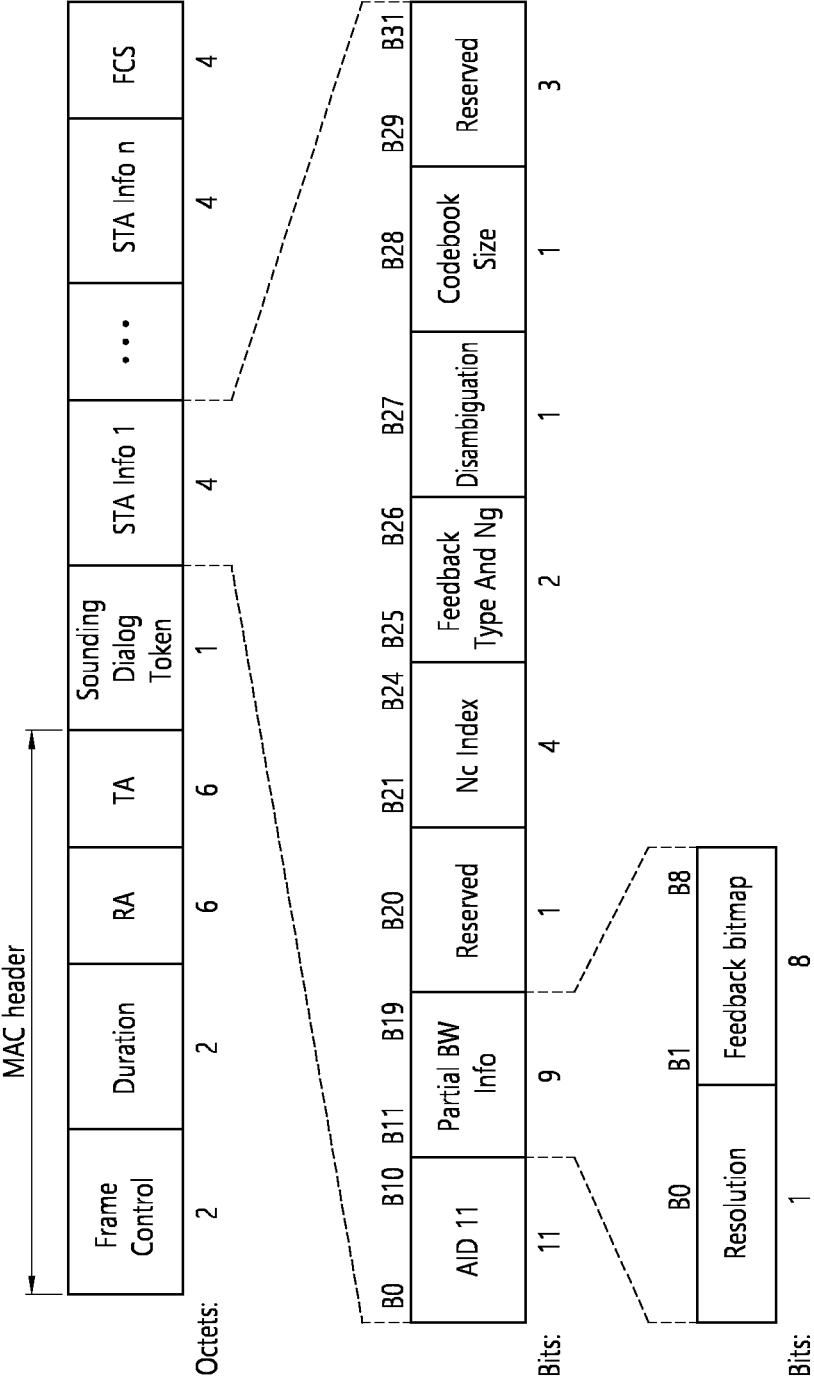 MAC header
Frame
Control
Duration
RA
TA
Sounding
Dialog
Token
STA Info 1
•••
STA Info n
FCS
Octets: 2 2 6 6 1 4 4 4
B0 B10 B11 B19 B20 B21 B24 B25 B26 B27 B28 B29 B31
AID 11
Partial BW
Info
Reserved
Nc Index
Feedback
Type And Ng
Disambiguation
Codebook
Size
Reserved
Bits: 11 9 1 4 2 1 1 3
B0 B1 B8
Resolution
Feedback bitmap
Bits: 1 8